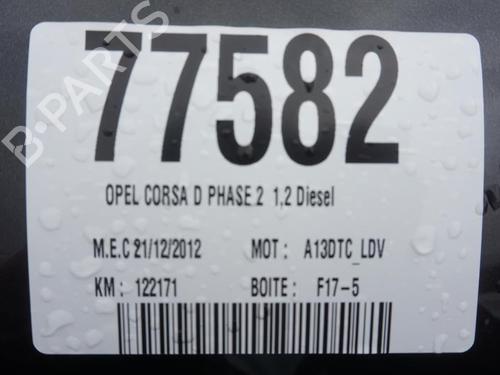 77582
B-PARTS
OPEL CORSA D PHASE 2 1,2 Diesel
M.E.C 21/12/2012 MOT : A13DTC_LDV
KM : 122171 BOITE : F17-5